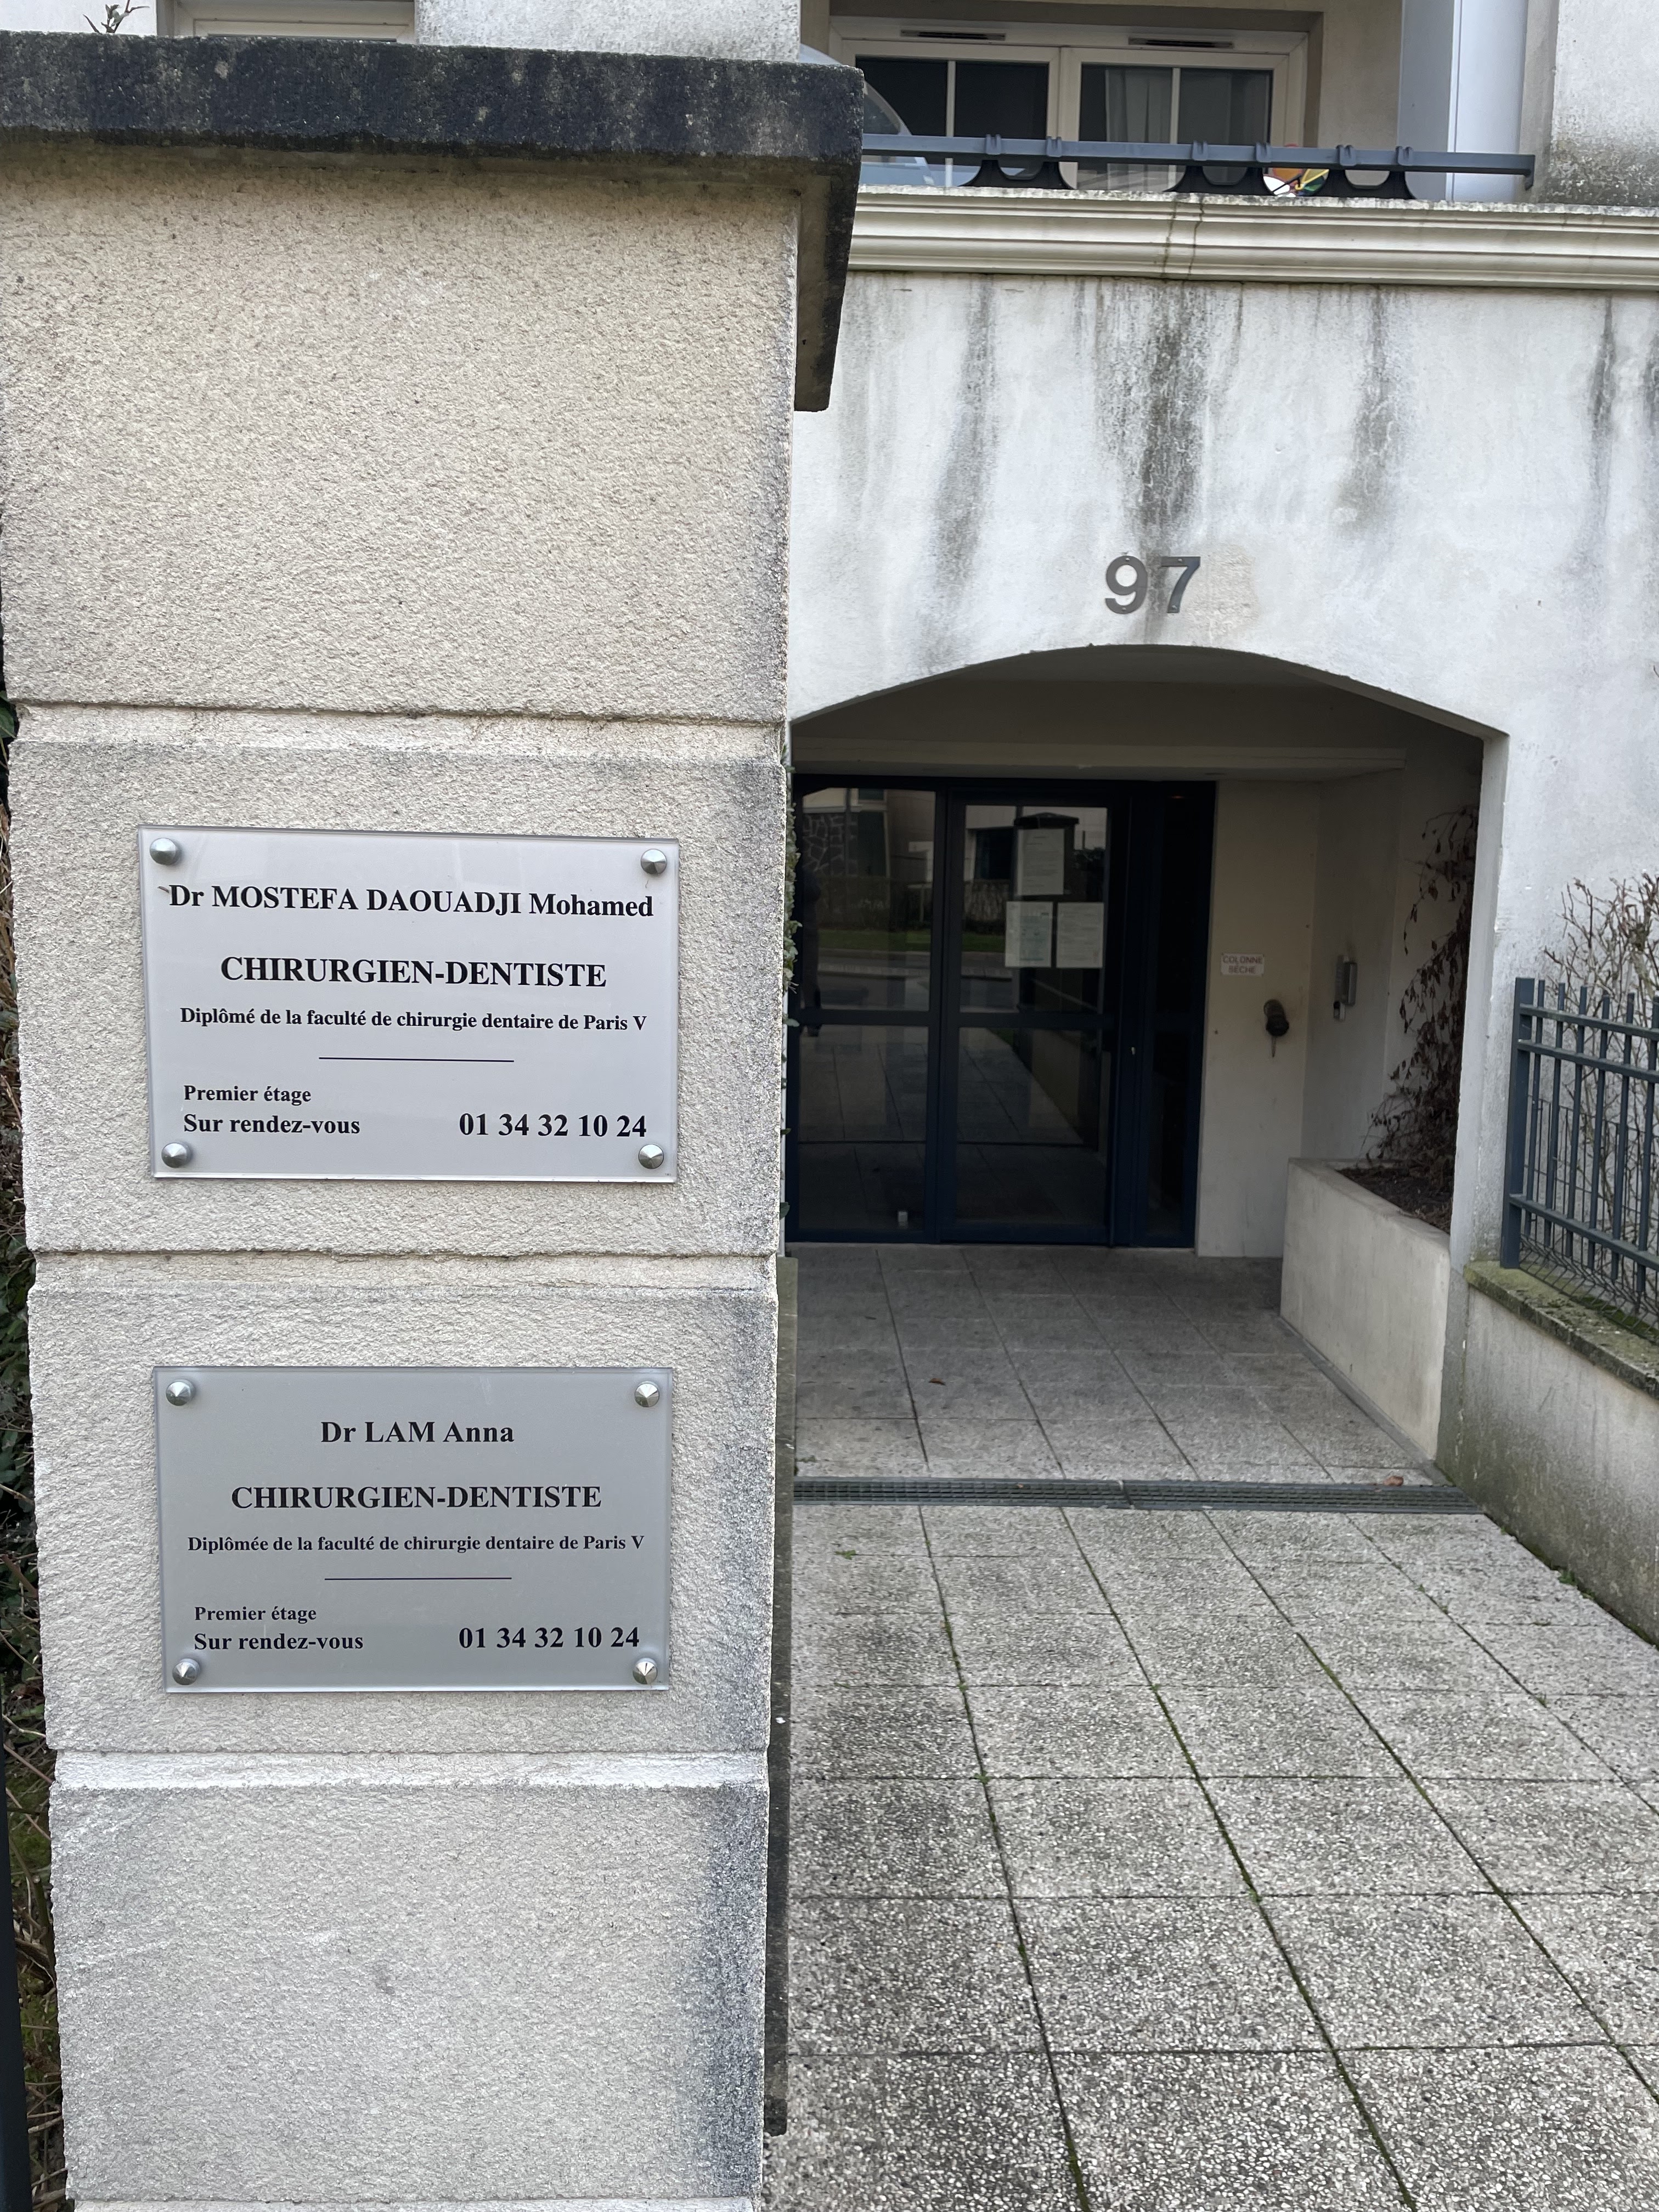 97
Dr MOSTEFA DAOUADJI Mohamed
CHIRURGIEN-DENTISTE
Diplômé de la faculté de chirurgie dentaire de Paris V
Premier étage
Sur rendez-vous 01 34 32 10 24
COLONNE
SÈCHE
Dr LAM Anna
CHIRURGIEN-DENTISTE
Diplômée de la faculté de chirurgie dentaire de Paris V
Premier étage
Sur rendez-vous 01 34 32 10 24